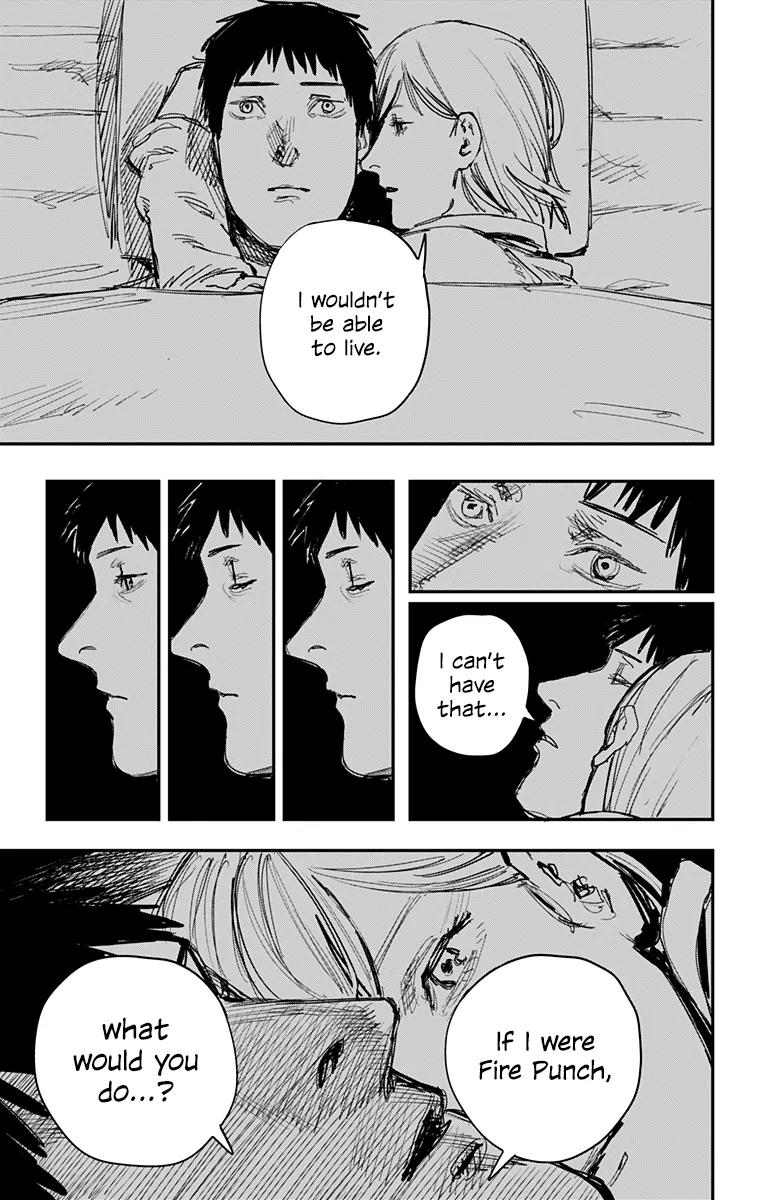 I wouldn't
be able
to live.
I can't
have
that...
If I were
Fire Punch,
what
would you
do...?